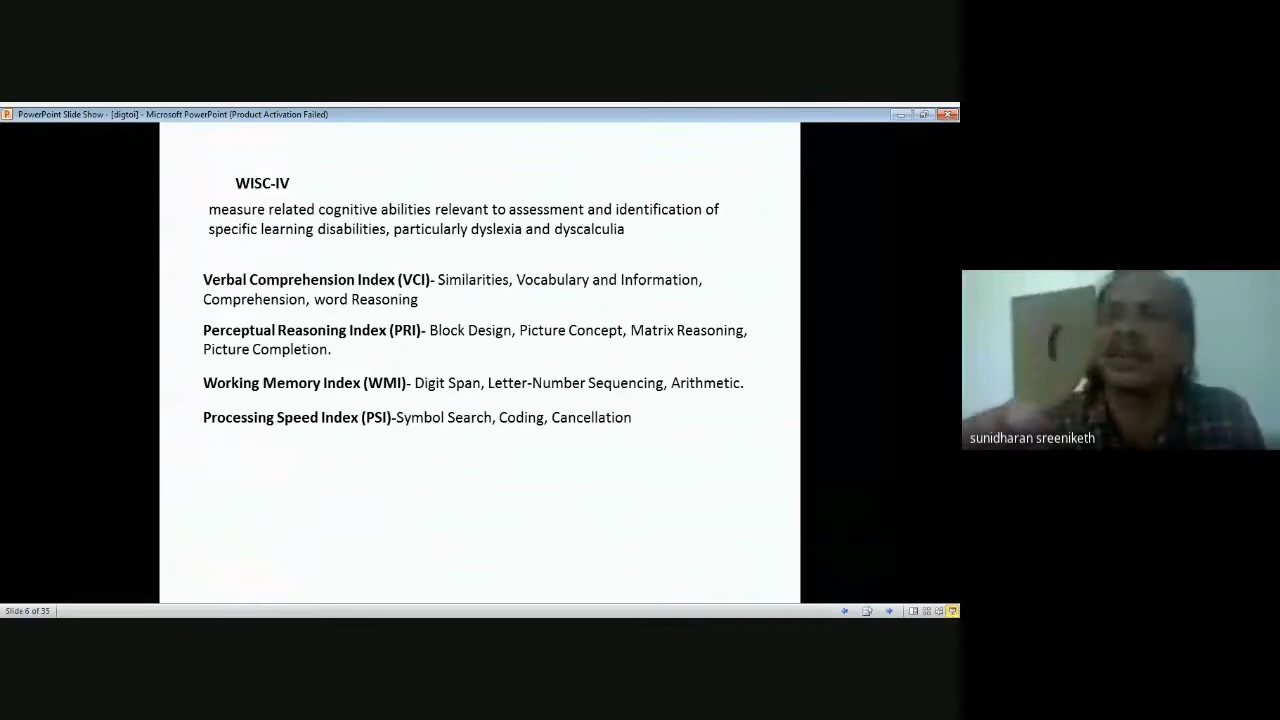 PowerPoint Slide Show - [digtoi] - Microsoft PowerPoint (Product Activation Failed)
WISC-IV
measure related cognitive abilities relevant to assessment and identification of
specific learning disabilities, particularly dyslexia and dyscalculia
Verbal Comprehension Index (VCI)- Similarities, Vocabulary and Information,
Comprehension, word Reasoning
Perceptual Reasoning Index (PRI)- Block Design, Picture Concept, Matrix Reasoning,
Picture Completion.
Working Memory Index (WMI)- Digit Span, Letter-Number Sequencing, Arithmetic.
Processing Speed Index (PSI)-Symbol Search, Coding, Cancellation
sunidharan sreeniketh
Slide 6 of 35